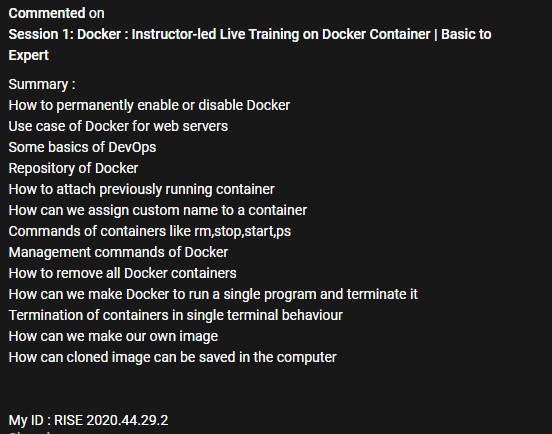 Commented on
Session 1: Docker : Instructor-led Live Training on Docker Container | Basic to
Expert
Summary :
How to permanently enable or disable Docker
Use case of Docker for web servers
Some basics of DevOps
Repository of Docker
How to attach previously running container
How can we assign custom name to a container
Commands of containers like rm,stop,start,ps
Management commands of Docker
How to remove all Docker containers
How can we make Docker to run a single program and terminate it
Termination of containers in single terminal behaviour
How can we make our own image
How can cloned image can be saved in the computer
My ID : RISE 2020.44.29.2